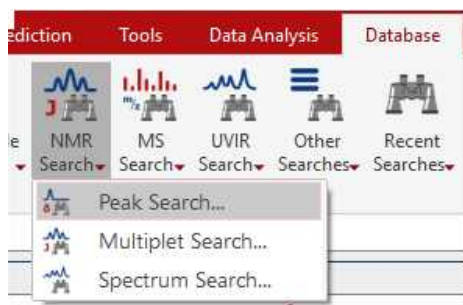 Tools Data Analysis Database
NMR MS UVIR Other Recent
Search Search Search Searches Searches
Peak Search...
Multiplet Search...
Spectrum Search...